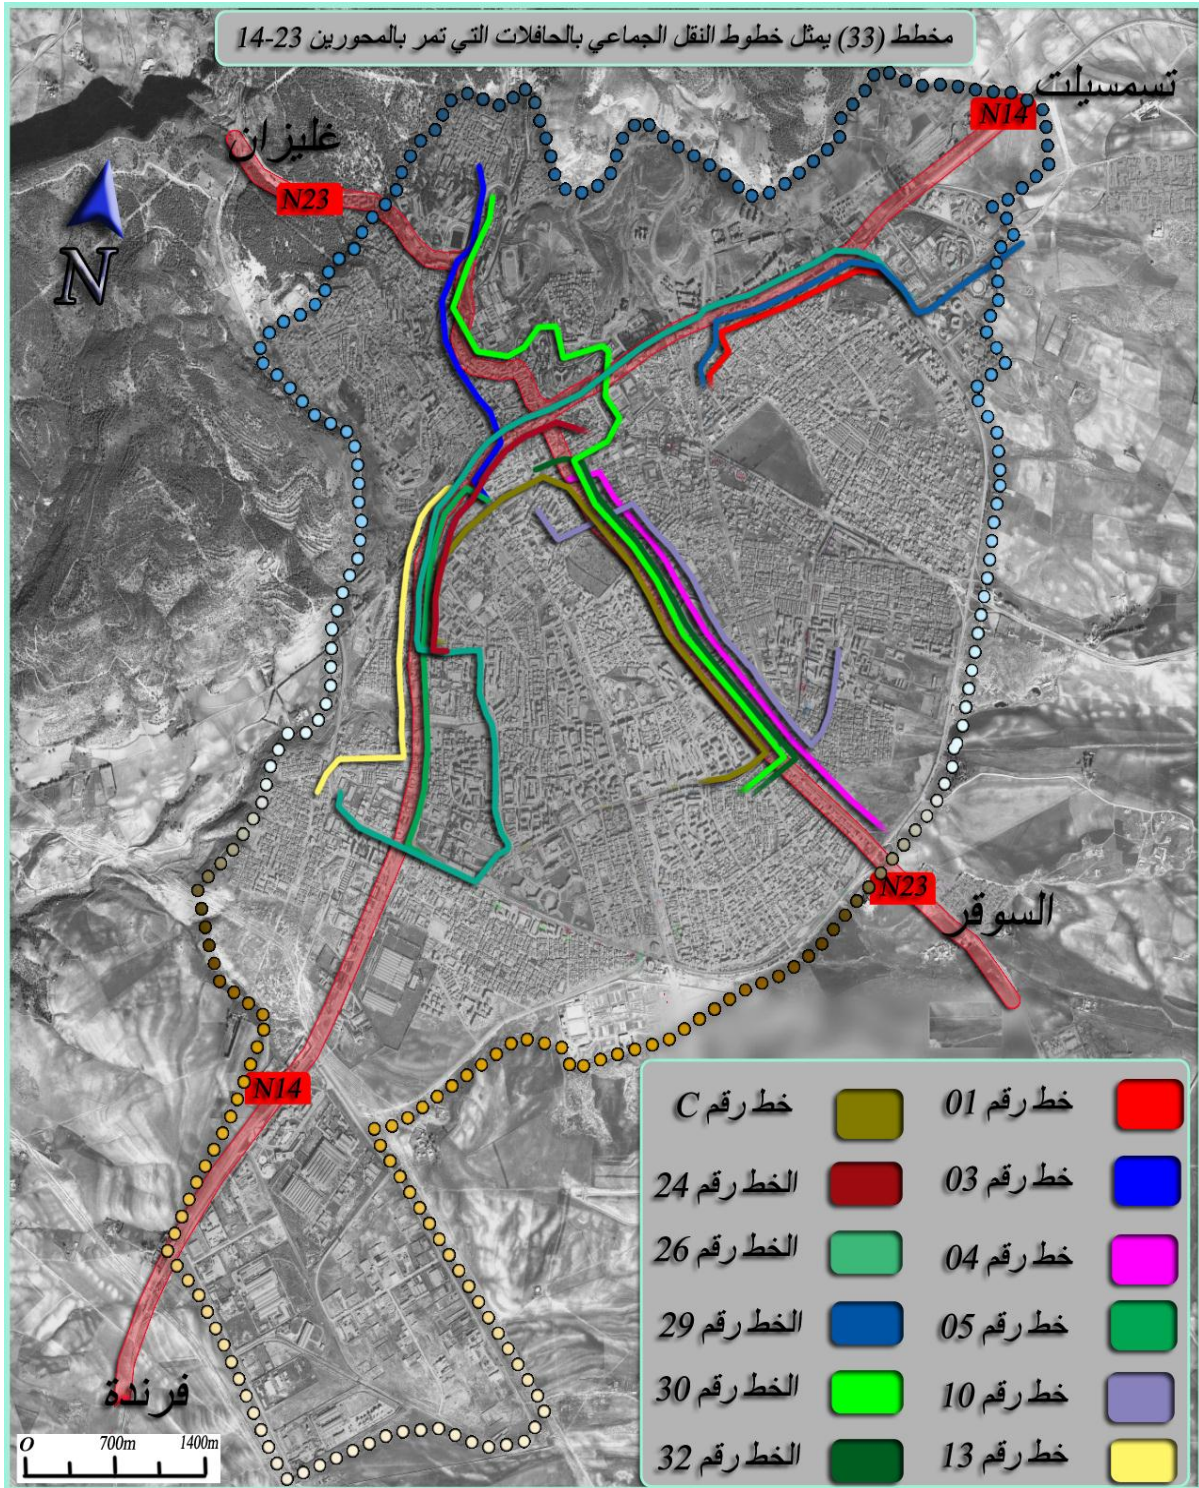 مخطط (33) يمثل خطوط النقل الجماعي بالحافلات التي تمر بالمحورين 23-14
تسمسيلت
N14
غليزان
N23
N
N23
السوقر
N14
فرندة
خط رقم 01
خط رقم C
خط رقم 03
الخط رقم 24
خط رقم 04
الخط رقم 26
خط رقم 05
الخط رقم 29
خط رقم 10
الخط رقم 30
خط رقم 13
الخط رقم 32
O 700m 1400m